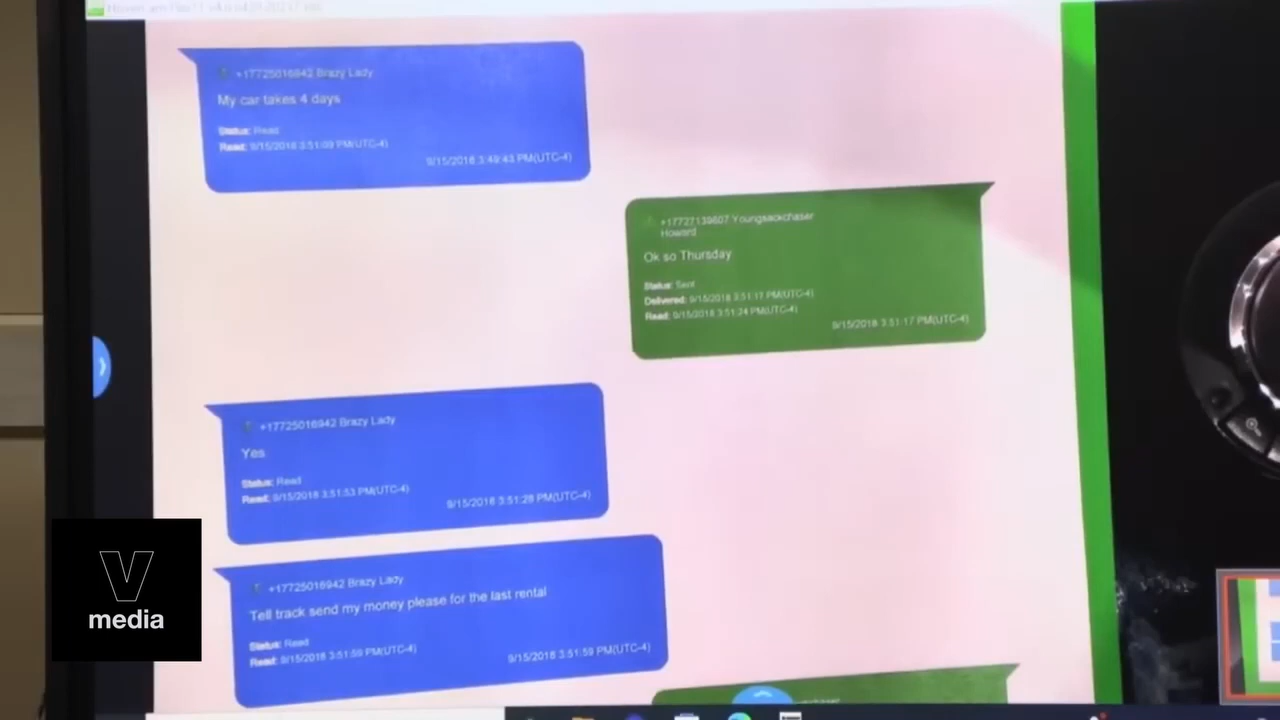 +17725016942 Brazy Lady
My car takes 4 days
Status: Read
Read: 9/15/2018 3:51:09 PM(UTC-4)
9/15/2018 3:49:43 PM(UTC-4)
+17727139607 Youngsackchaser
Howard
Ok so Thursday
Status: Sent
Delivered: 9/15/2018 3:51:17 PM(UTC-4)
Read: 9/15/2018 3:51:24 PM(UTC-4)
9/15/2018 3:51:17 PM(UTC-4)
+17725016942 Brazy Lady
Yes
Status: Read
Read: 9/15/2018 3:51:53 PM(UTC-4)
9/15/2018 3:51:28 PM(UTC-4)
+17725016942 Brazy Lady
Tell track send my money please for the last rental
Status: Read
Read: 9/15/2018 3:51:59 PM(UTC-4)
9/15/2018 3:51:59 PM(UTC-4)
V
media